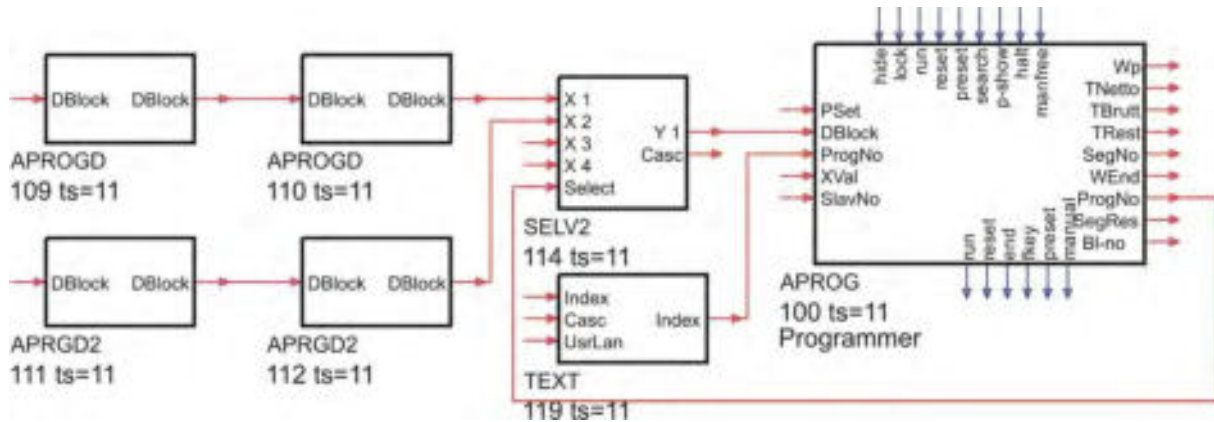 DBlock DBlock
APROGD
109 ts=11
DBlock DBlock
APROGD
110 ts=11
X 1
X 2
X 3
X 4
Select
Y 1
Casc
SELV2
114 ts=11
hide
lock
run
reset
preset
search
p-show
halt
manfree
PSet
DBlock
ProgNo
XVal
SlavNo
Wp
TNetto
TBrutt
TRest
SegNo
WEnd
ProgNo
SegRes
Bl-no
run
reset
end
fkey
preset
manual
APROG
100 ts=11
Programmer
DBlock DBlock
APRGD2
111 ts=11
DBlock DBlock
APRGD2
112 ts=11
Index
Casc
UsrLan
Index
TEXT
119 ts=11